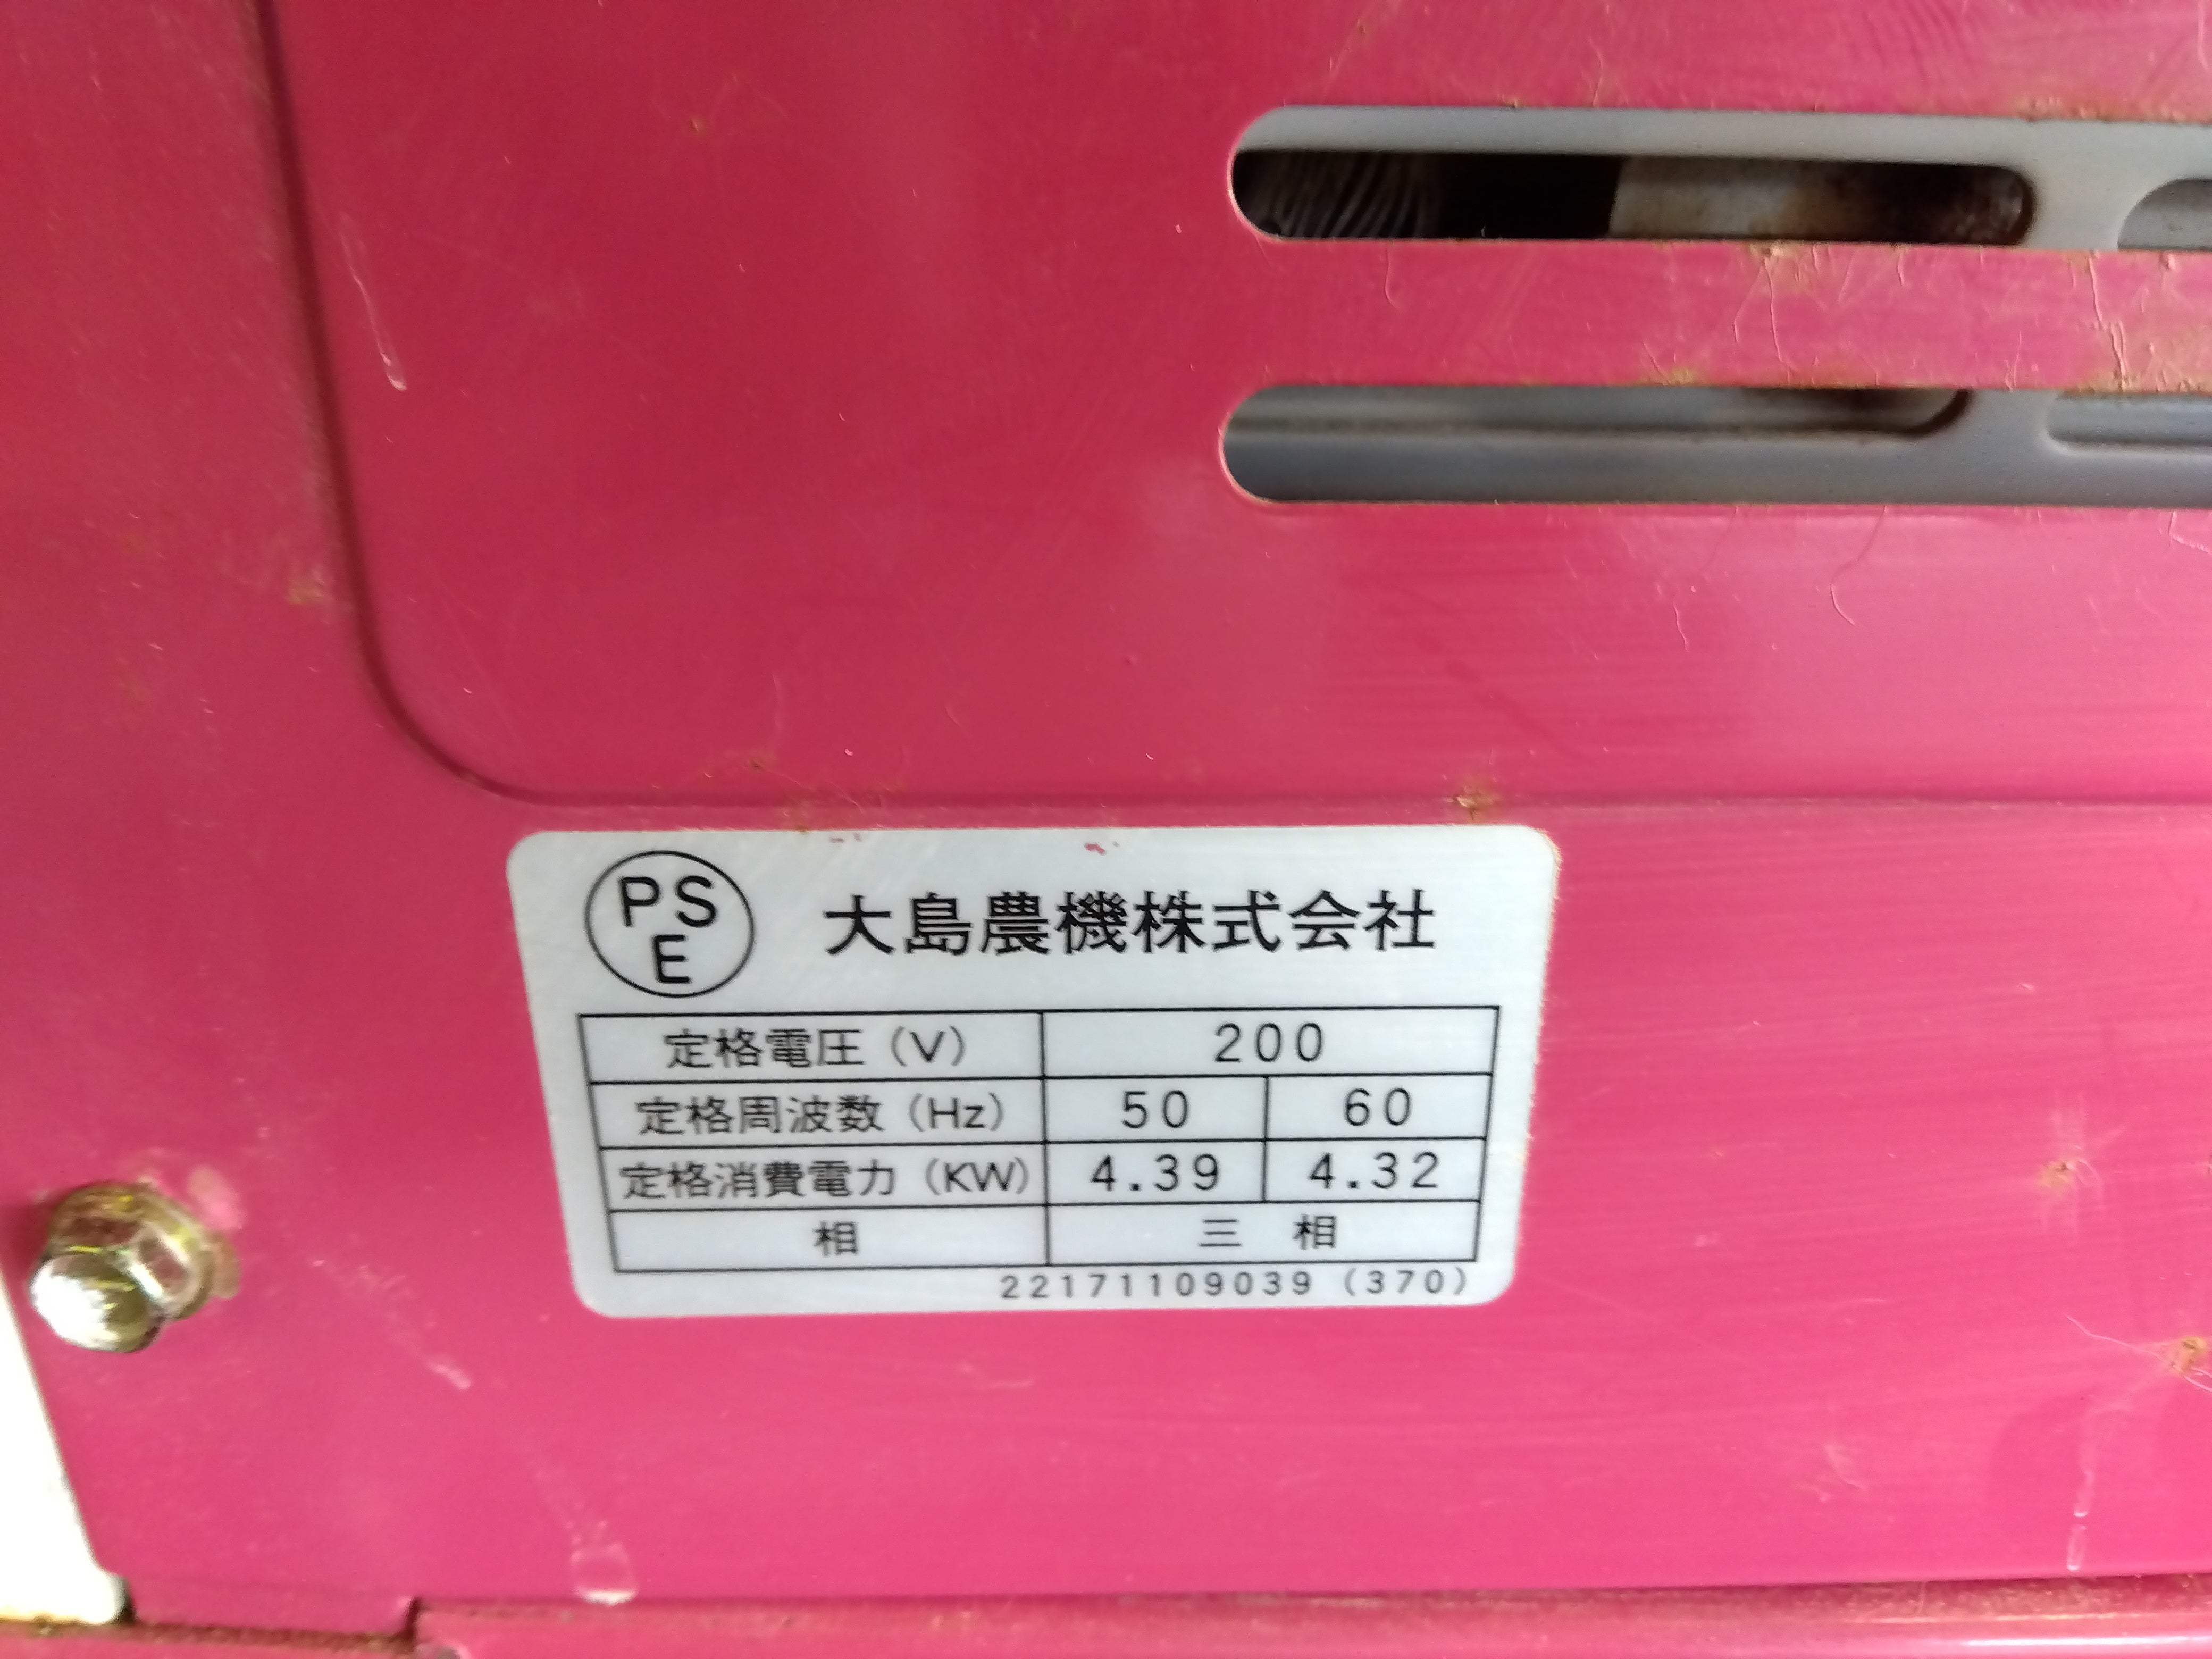 PS
E
大島農機株式会社
定格電圧（V） 200
定格周波数（Hz） 50 60
定格消費電力（KW） 4.39 4.32
相 三 相
22171109039（370）